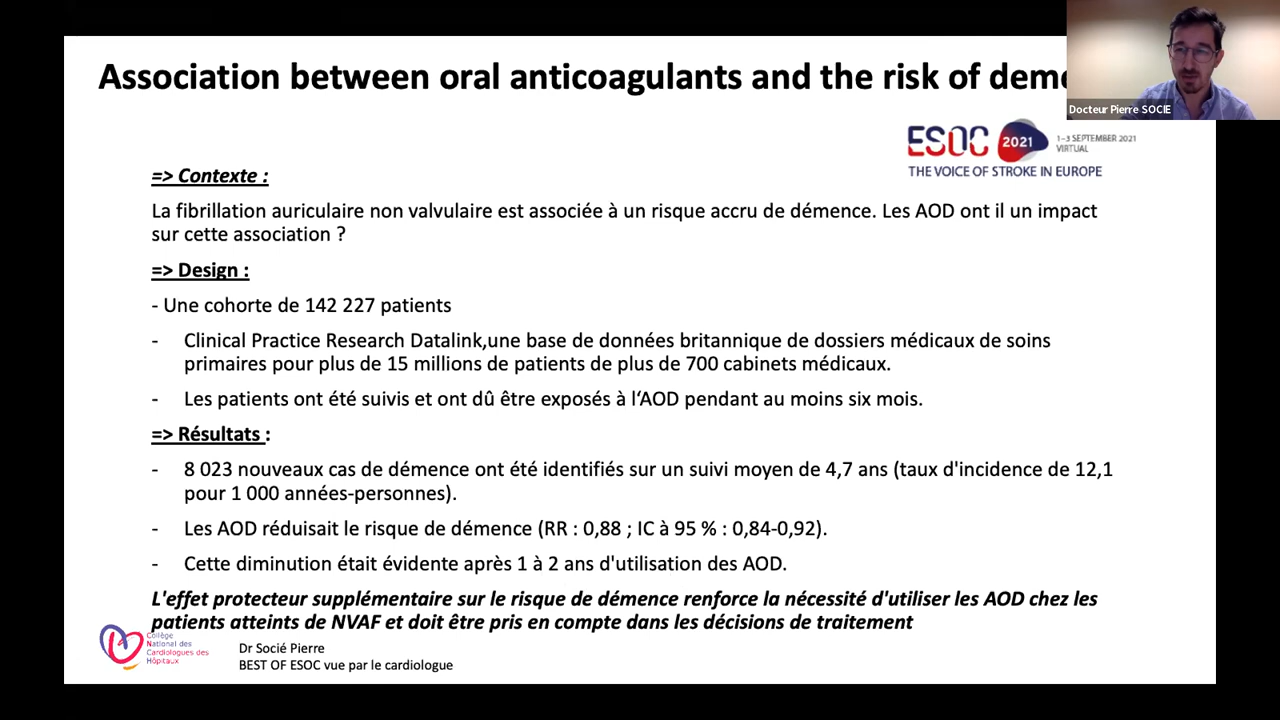 Association between oral anticoagulants and the risk of deme
Docteur Pierre SOCIE
ESOC 2021
1-3 SEPTEMBER 2021
VIRTUAL
THE VOICE OF STROKE IN EUROPE
=> Contexte :
La fibrillation auriculaire non valvulaire est associée à un risque accru de démence. Les AOD ont il un impact
sur cette association ?
=> Design :
- Une cohorte de 142 227 patients
- Clinical Practice Research Datalink,une base de données britannique de dossiers médicaux de soins
primaires pour plus de 15 millions de patients de plus de 700 cabinets médicaux.
- Les patients ont été suivis et ont dû être exposés à l‘AOD pendant au moins six mois.
=> Résultats :
- 8 023 nouveaux cas de démence ont été identifiés sur un suivi moyen de 4,7 ans (taux d'incidence de 12,1
pour 1 000 années-personnes).
- Les AOD réduisait le risque de démence (RR : 0,88 ; IC à 95 % : 0,84-0,92).
- Cette diminution était évidente après 1 à 2 ans d'utilisation des AOD.
L'effet protecteur supplémentaire sur le risque de démence renforce la nécessité d'utiliser les AOD chez les
patients atteints de NVAF et doit être pris en compte dans les décisions de traitement
Collège
National des
Cardiologues des
Hôpitaux
Dr Socié Pierre
BEST OF ESOC vue par le cardiologue